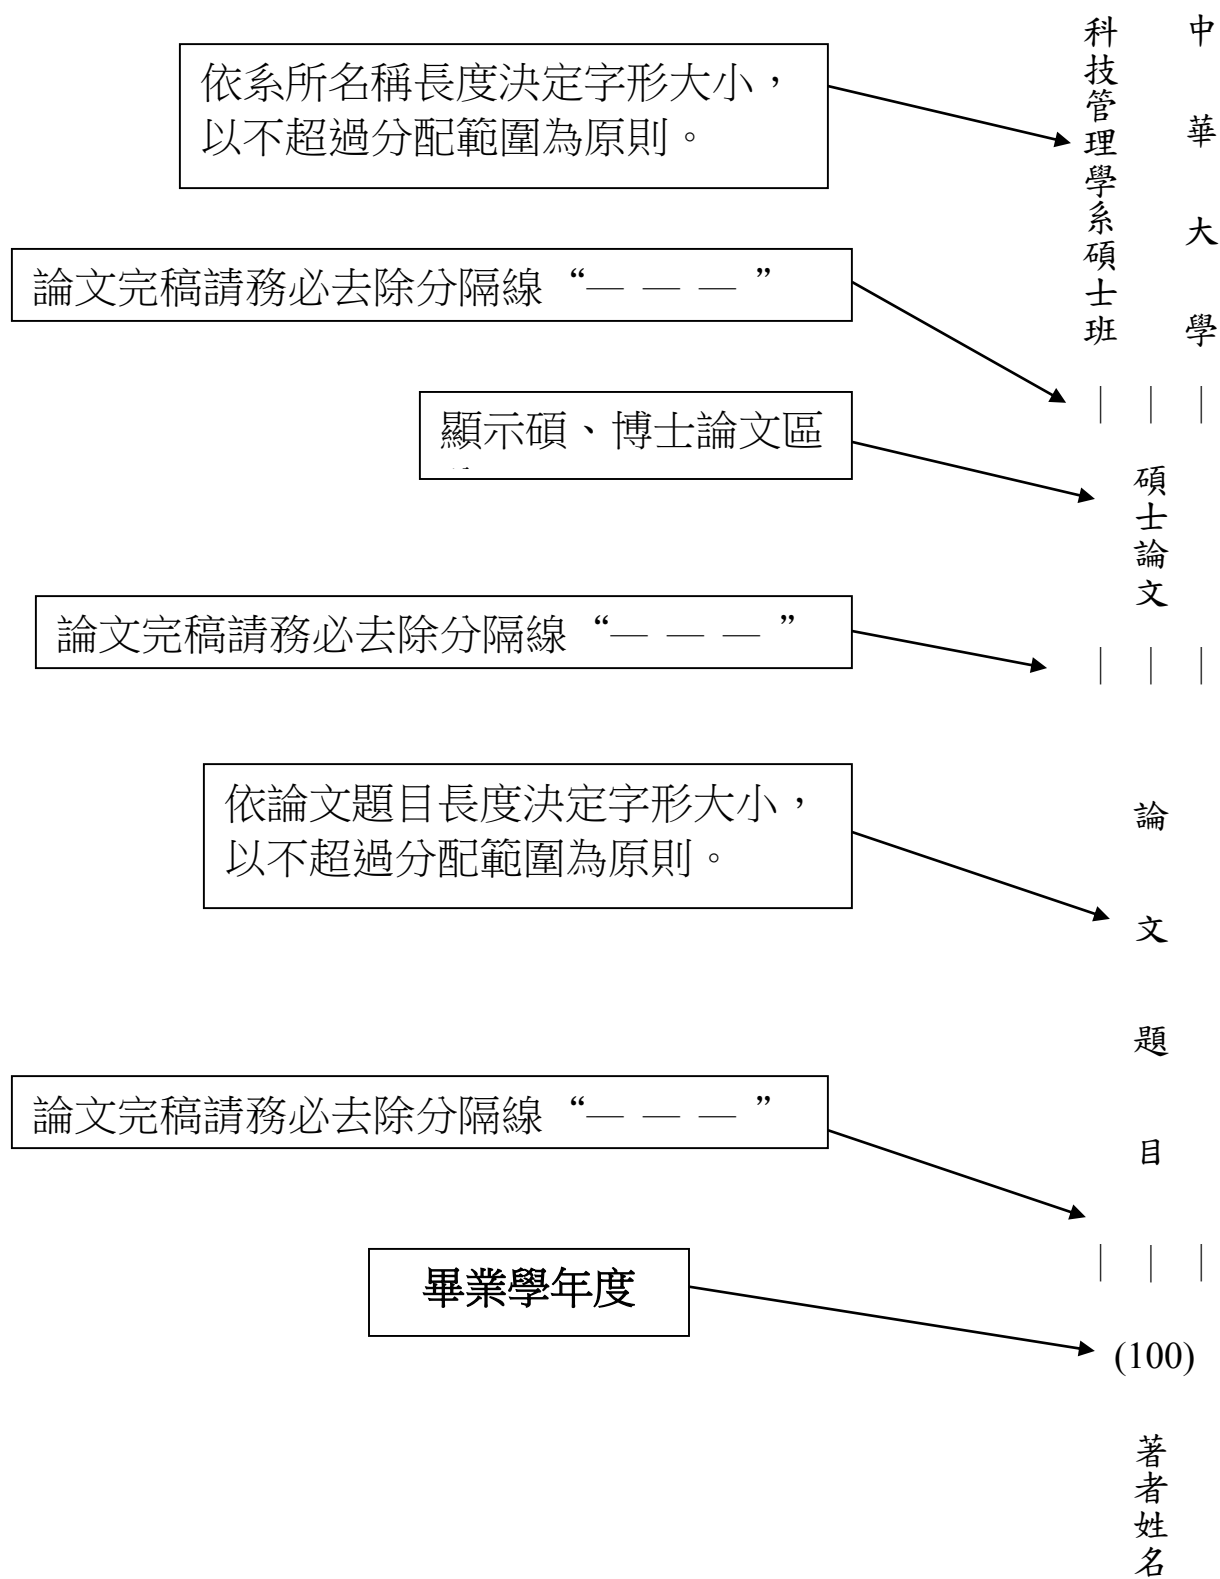 中華大學
科技管理學系碩士班
依系所名稱長度決定字形大小，
以不超過分配範圍為原則。
論文完稿請務必去除分隔線“— — — ”
｜ ｜ ｜
顯示碩、博士論文區
碩士論文
論文完稿請務必去除分隔線“— — — ”
｜ ｜ ｜
依論文題目長度決定字形大小，
以不超過分配範圍為原則。
論文題目
論文完稿請務必去除分隔線“— — — ”
｜ ｜ ｜
畢業學年度
(100)
著者姓名